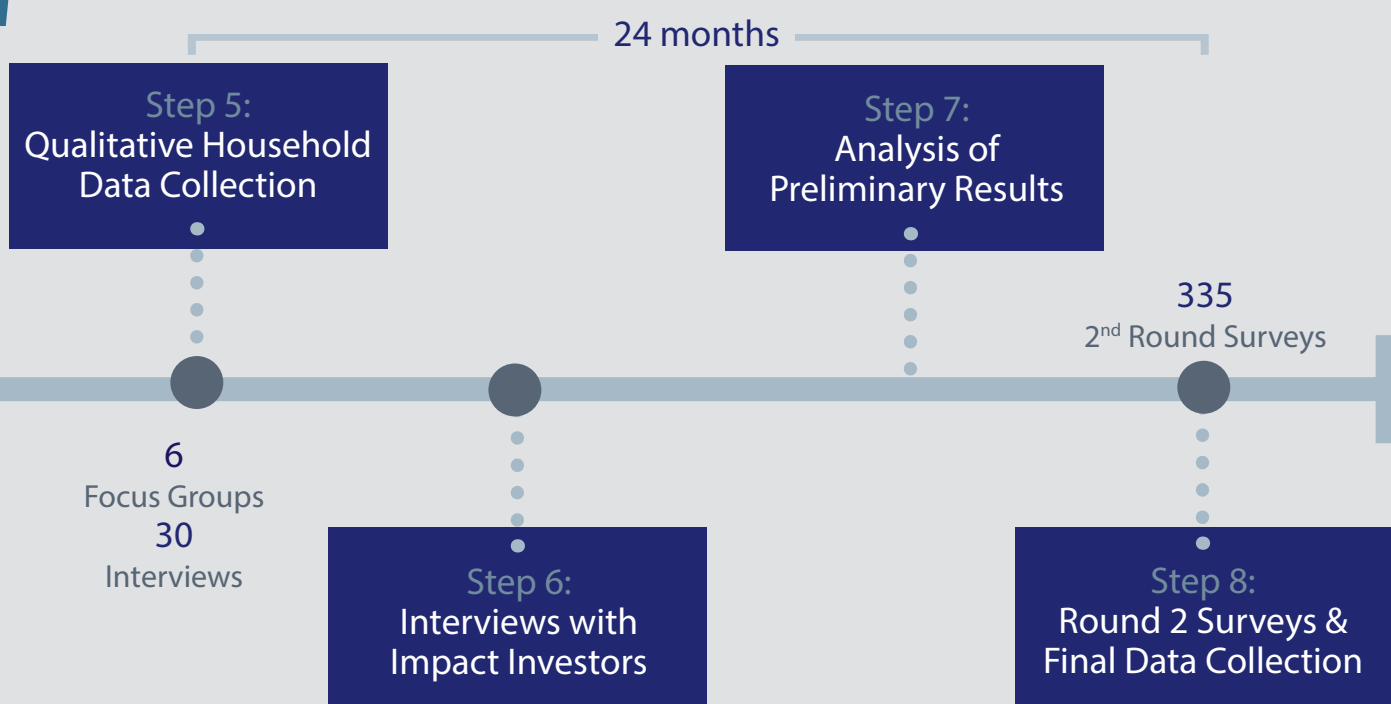 24 months
Step 5:
Qualitative Household
Data Collection
6
Focus Groups
30
Interviews
Step 6:
Interviews with
Impact Investors
Step 7:
Analysis of
Preliminary Results
335
2nd Round Surveys
Step 8:
Round 2 Surveys &
Final Data Collection